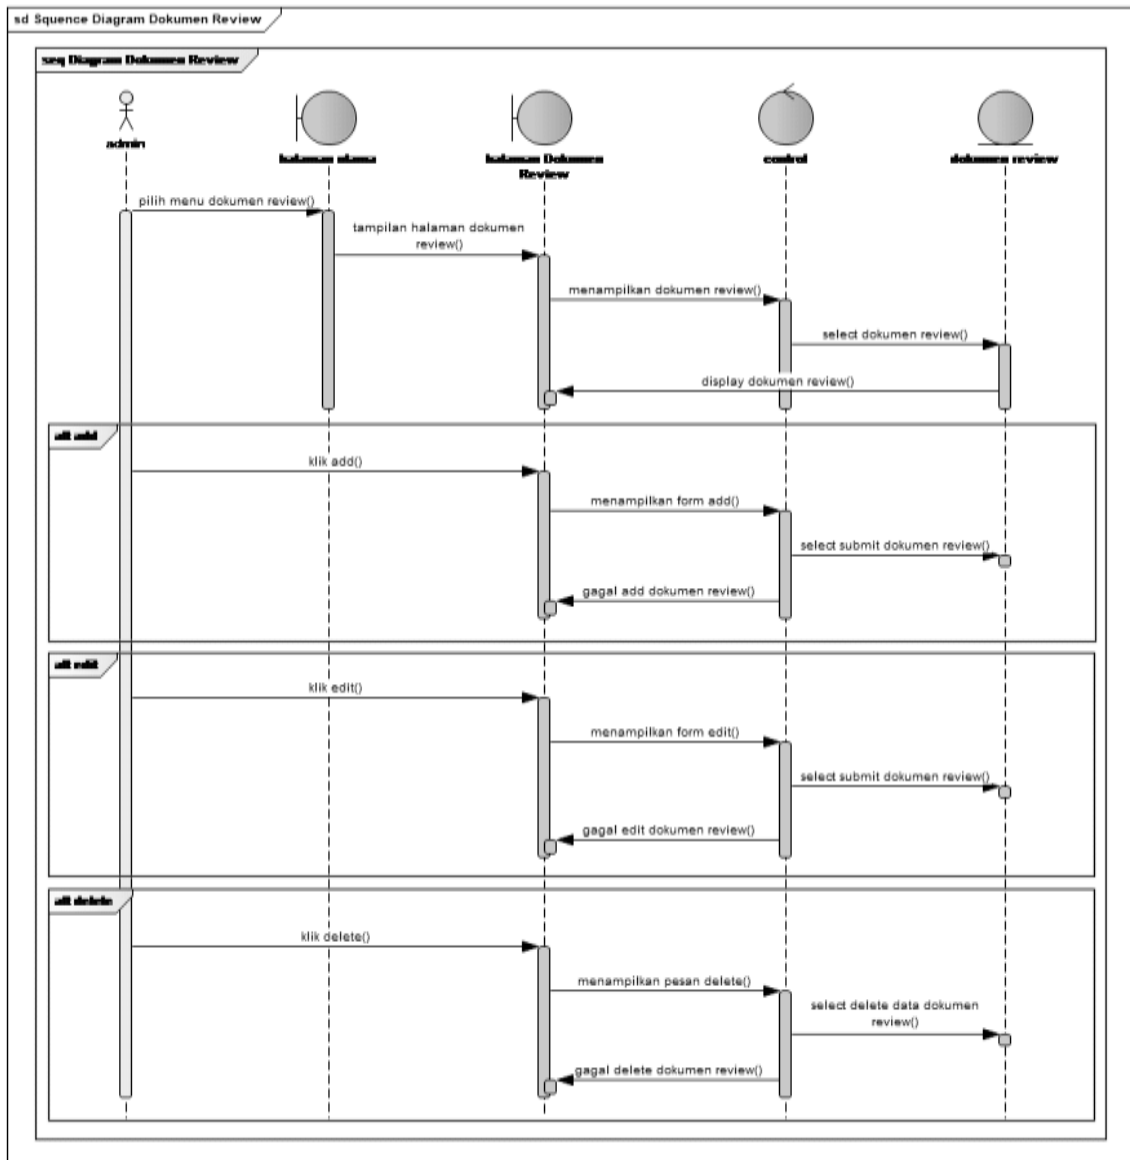 sd Squence Diagram Dokumen Review
seq Diagram Dokumen Review
admin
halaman utama
halaman Dokumen
Review
control
dokumen review
pilih menu dokumen review()
tampilan halaman dokumen
review()
menampilkan dokumen review()
select dokumen review()
display dokumen review()
alt add
klik add()
menampilkan form add()
select submit dokumen review()
gagal add dokumen review()
alt edit
klik edit()
menampilkan form edit()
select submit dokumen review()
gagal edit dokumen review()
alt delete
klik delete()
menampilkan pesan delete()
select delete data dokumen
review()
gagal delete dokumen review()